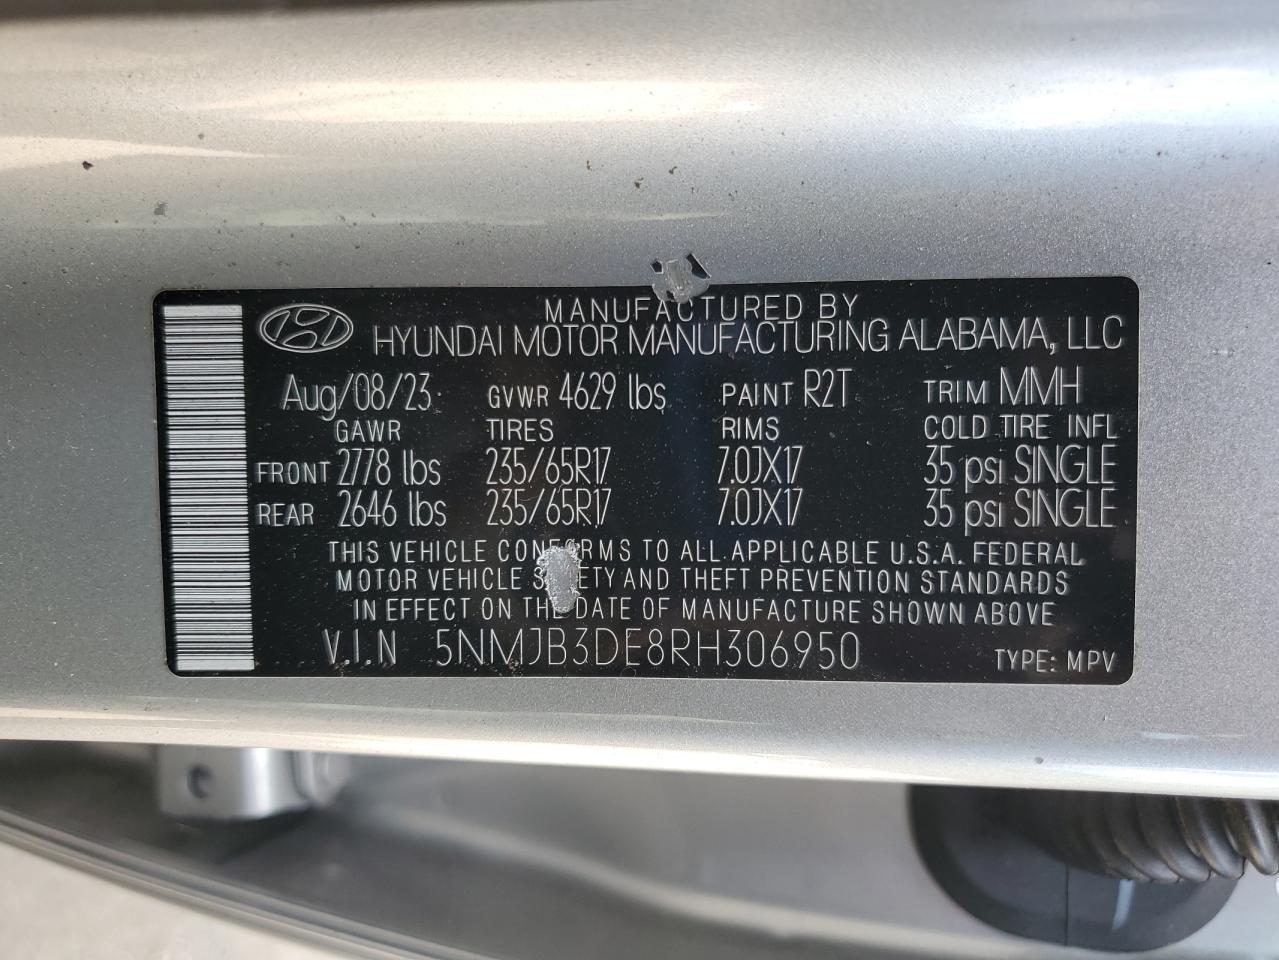 MANUFACTURED BY
HYUNDAI MOTOR MANUFACTURING ALABAMA, LLC
Aug/08/23 GVWR 4629 lbs PAINT R2T TRIM MMH
GAWR TIRES RIMS COLD TIRE INFL
FRONT 2778 lbs 235/65R17 7.0JX17 35 psi SINGLE
REAR 2646 lbs 235/65R17 7.0JX17 35 psi SINGLE
THIS VEHICLE CONFORMS TO ALL APPLICABLE U.S.A. FEDERAL
MOTOR VEHICLE SAFETY AND THEFT PREVENTION STANDARDS
IN EFFECT ON THE DATE OF MANUFACTURE SHOWN ABOVE
V.I.N 5NMJB3DE8RH306950 TYPE: MPV